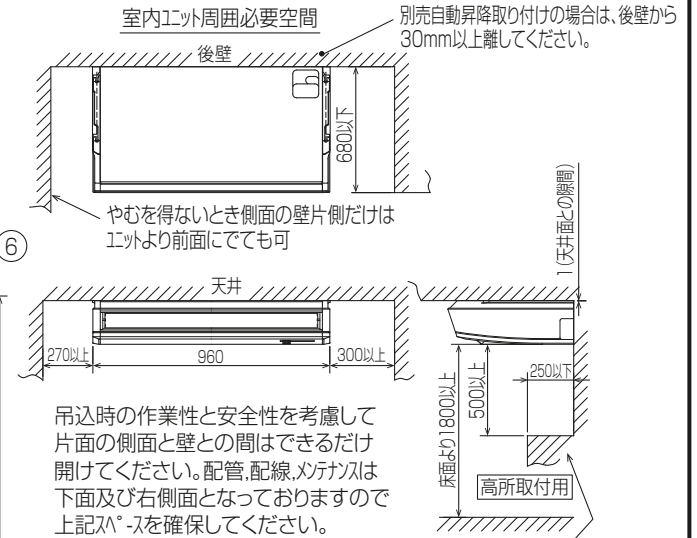 室内ユニット周囲必要空間
別売自動昇降取り付けの場合は、後壁から
30mm以上離してください。
後壁
680以下
やむを得ないとき側面の壁片側だけは
ユニットより前面にでても可
⑥
1(天井面との隙間)
天井
270以上
960
300以上
床面より1800以上
500以上
250以下
高所取付用
吊込時の作業性と安全性を考慮して
片面の側面と壁との間はできるだけ
開けてください。配管,配線,メンテナンスは
下面及び右側面となっておりますので
上記スペースを確保してください。